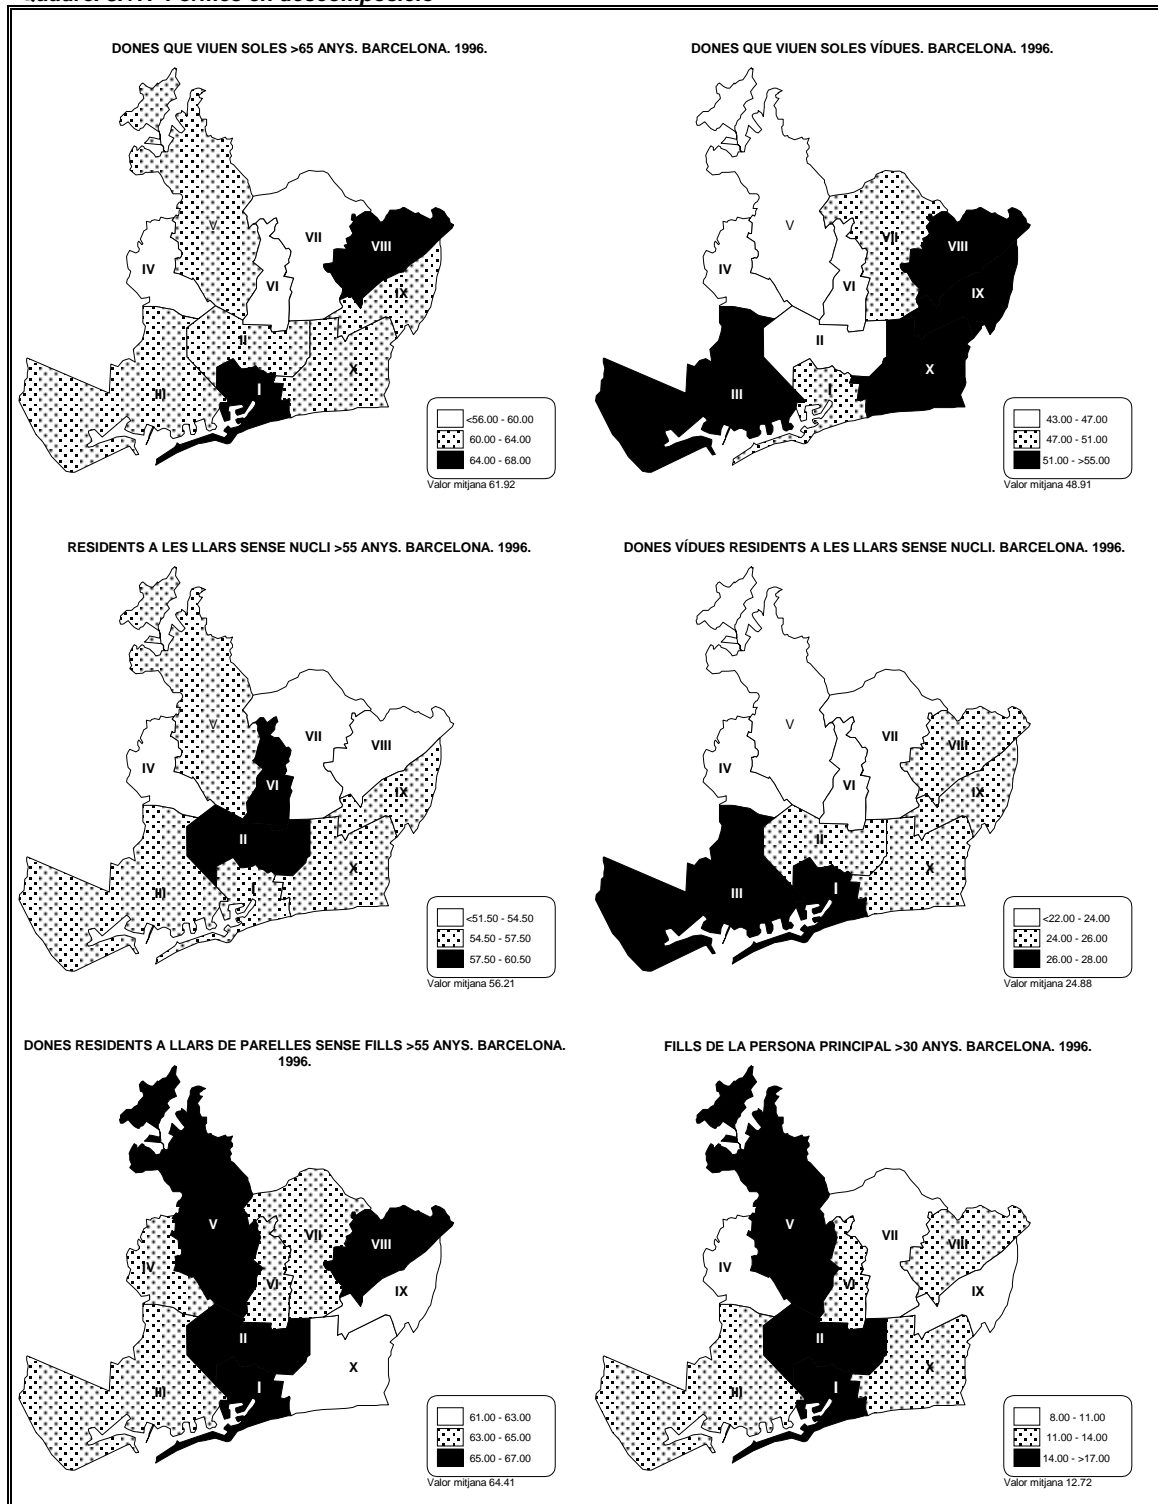 DONES QUE VIUEN SOLES >65 ANYS. BARCELONA. 1996.
V
VII
VIII
IV
VI
IX
II
X
III
I
<56.00 - 60.00
60.00 - 64.00
64.00 - 68.00
Valor mitjana 61.92
DONES QUE VIUEN SOLES VÍDUES. BARCELONA. 1996.
V
VII
VIII
IV
VI
IX
II
X
III
I
43.00 - 47.00
47.00 - 51.00
51.00 - >55.00
Valor mitjana 48.91
RESIDENTS A LES LLARS SENSE NUCLI >55 ANYS. BARCELONA. 1996.
V
VII
VIII
IV
VI
IX
II
X
III
I
<51.50 - 54.50
54.50 - 57.50
57.50 - 60.50
Valor mitjana 56.21
DONES VÍDUES RESIDENTS A LES LLARS SENSE NUCLI. BARCELONA. 1996.
V
VII
VIII
IV
VI
IX
II
X
III
I
<22.00 - 24.00
24.00 - 26.00
26.00 - 28.00
Valor mitjana 24.88
DONES RESIDENTS A LLARS DE PARELLES SENSE FILLS >55 ANYS. BARCELONA.
1996.
V
VII
VIII
IV
VI
IX
II
X
III
I
61.00 - 63.00
63.00 - 65.00
65.00 - 67.00
Valor mitjana 64.41
FILLS DE LA PERSONA PRINCIPAL >30 ANYS. BARCELONA. 1996.
V
VII
VIII
IV
VI
IX
II
X
III
I
8.00 - 11.00
11.00 - 14.00
14.00 - >17.00
Valor mitjana 12.72